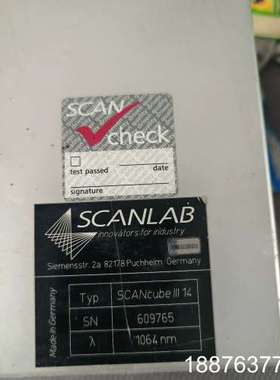 SCAN
check
test passed
date
signature
SCANLAB
innovators for industry
Siemensstr. 2a 82178 Puchheim, Germany
Made in Germany
Typ SCANcube III 14
SN 609765
λ 1064 nm
18876377